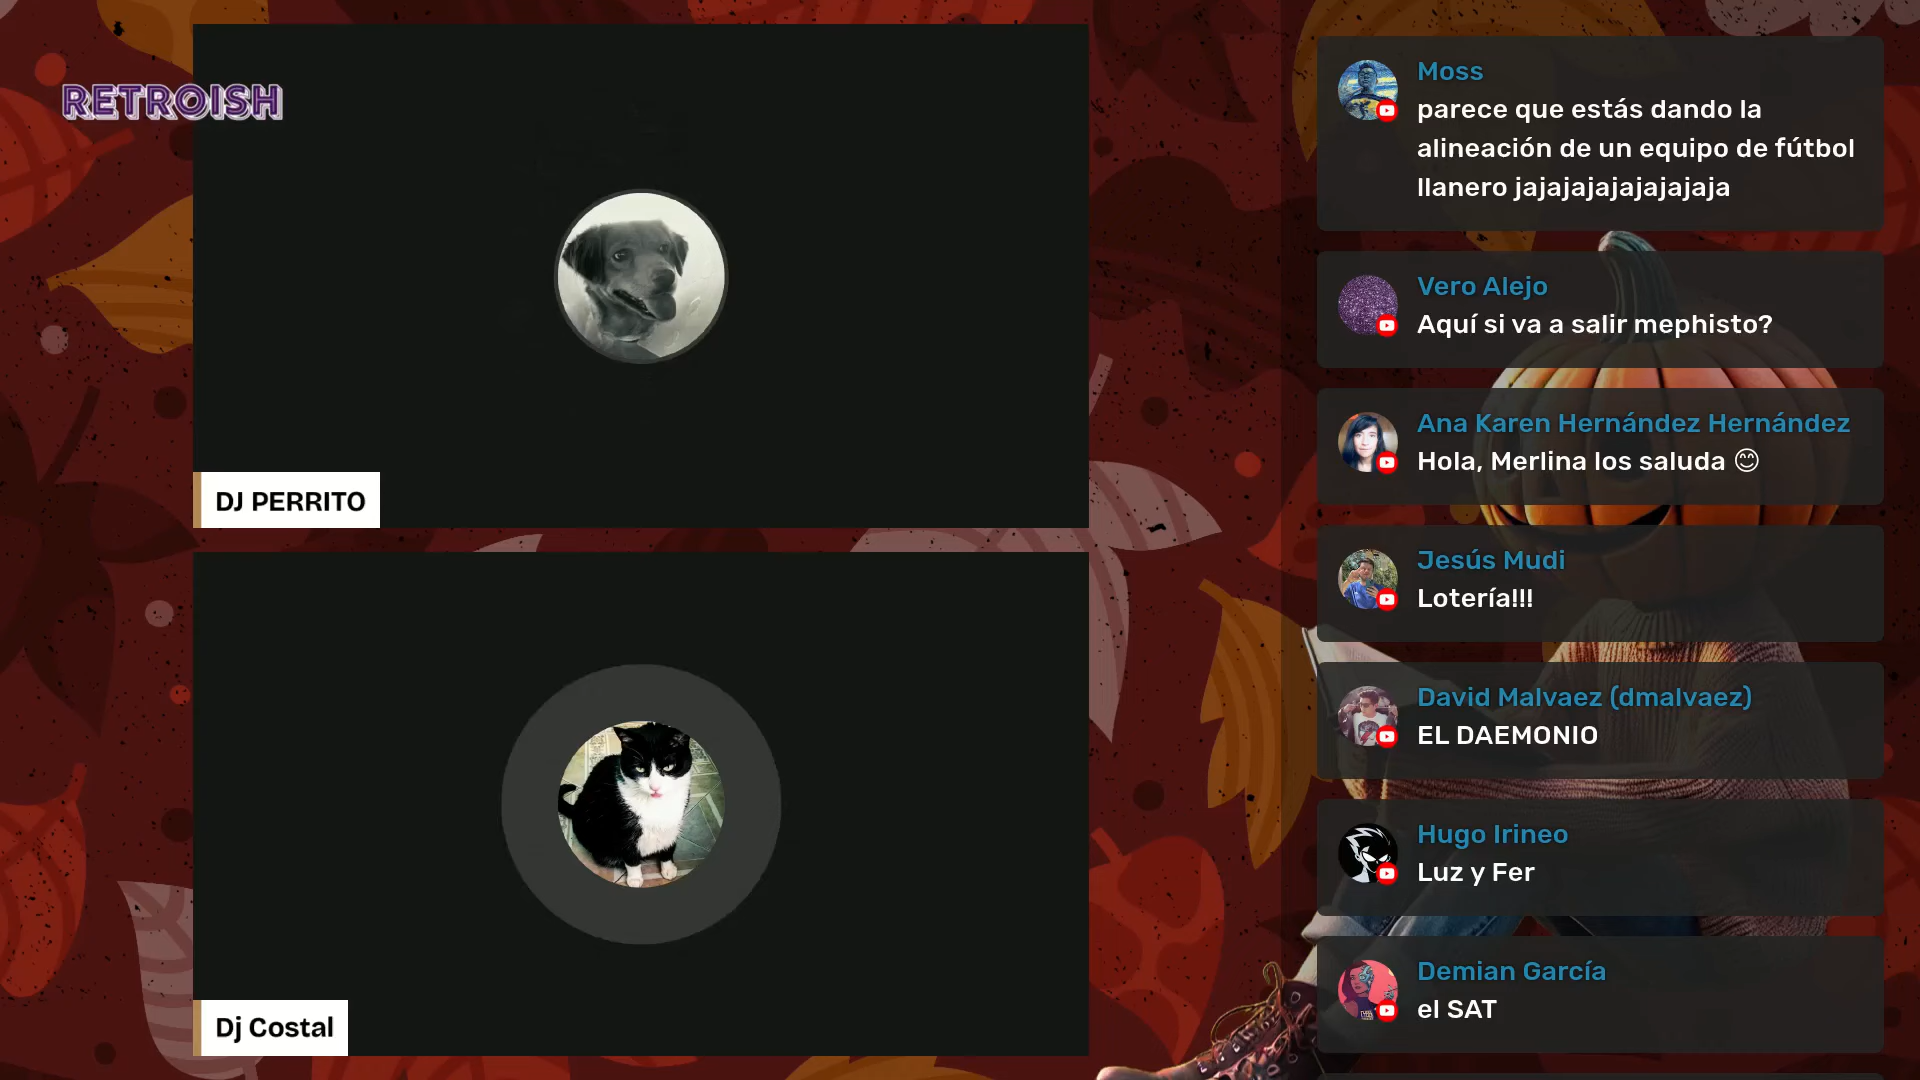 RETROISH
DJ PERRITO
Dj Costal
Moss
parece que estás dando la
alineación de un equipo de fútbol
llanero jajajajajajajajaja
Vero Alejo
Aquí si va a salir mephisto?
Ana Karen Hernández Hernández
Hola, Merlina los saluda 😊
Jesús Mudi
Lotería!!!
David Malvaez (dmalvaez)
EL DAEMONIO
Hugo Irineo
Luz y Fer
Demian García
el SAT